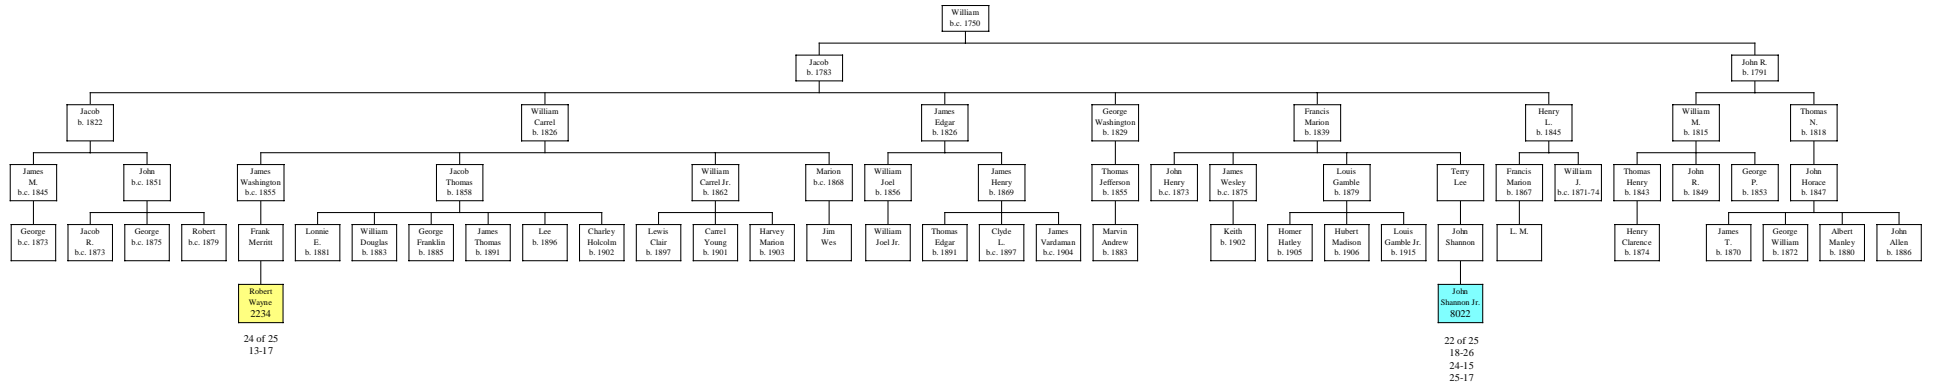 William
b.c. 1750
Jacob
b. 1783
John R.
b. 1791
Jacob
b. 1822
William
Carrel
b. 1826
James
Edgar
b. 1826
George
Washington
b. 1829
Francis
Marion
b. 1839
Henry
L.
b. 1845
William
M.
b. 1815
Thomas
N.
b. 1818
James
M.
b.c. 1845
John
b.c. 1851
James
Washington
b.c. 1855
Jacob
Thomas
b. 1858
William
Carrel Jr.
b. 1862
Marion
b.c. 1868
William
Joel
b. 1856
James
Henry
b. 1869
Thomas
Jefferson
b. 1855
John
Henry
b.c. 1873
James
Wesley
b.c. 1875
Louis
Gamble
b. 1879
Terry
Lee
Francis
Marion
b. 1867
William
J.
b.c. 1871-74
Thomas
Henry
b. 1843
John
R.
b. 1849
George
P.
b. 1853
John
Horace
b. 1847
George
b.c. 1873
Jacob
R.
b.c. 1873
George
b.c. 1875
Robert
b.c. 1879
Frank
Merritt
Lonnie
E.
b. 1881
William
Douglas
b. 1883
George
Franklin
b. 1885
James
Thomas
b. 1891
Lee
b. 1896
Charley
Holcolm
b. 1902
Lewis
Clair
b. 1897
Carrel
Young
b. 1901
Harvey
Marion
b. 1903
Jim
Wes
William
Joel Jr.
Thomas
Edgar
b. 1891
Clyde
L.
b.c. 1897
James
Vardaman
b.c. 1904
Marvin
Andrew
b. 1883
Keith
b. 1902
Homer
Hatley
b. 1905
Hubert
Madison
b. 1906
Louis
Gamble Jr.
b. 1915
John
Shannon
L. M.
Henry
Clarence
b. 1874
James
T.
b. 1870
George
William
b. 1872
Albert
Manley
b. 1880
John
Allen
b. 1886
Robert
Wayne
2234
John
Shannon Jr.
8022
24 of 25
13-17
22 of 25
18-26
24-15
25-17